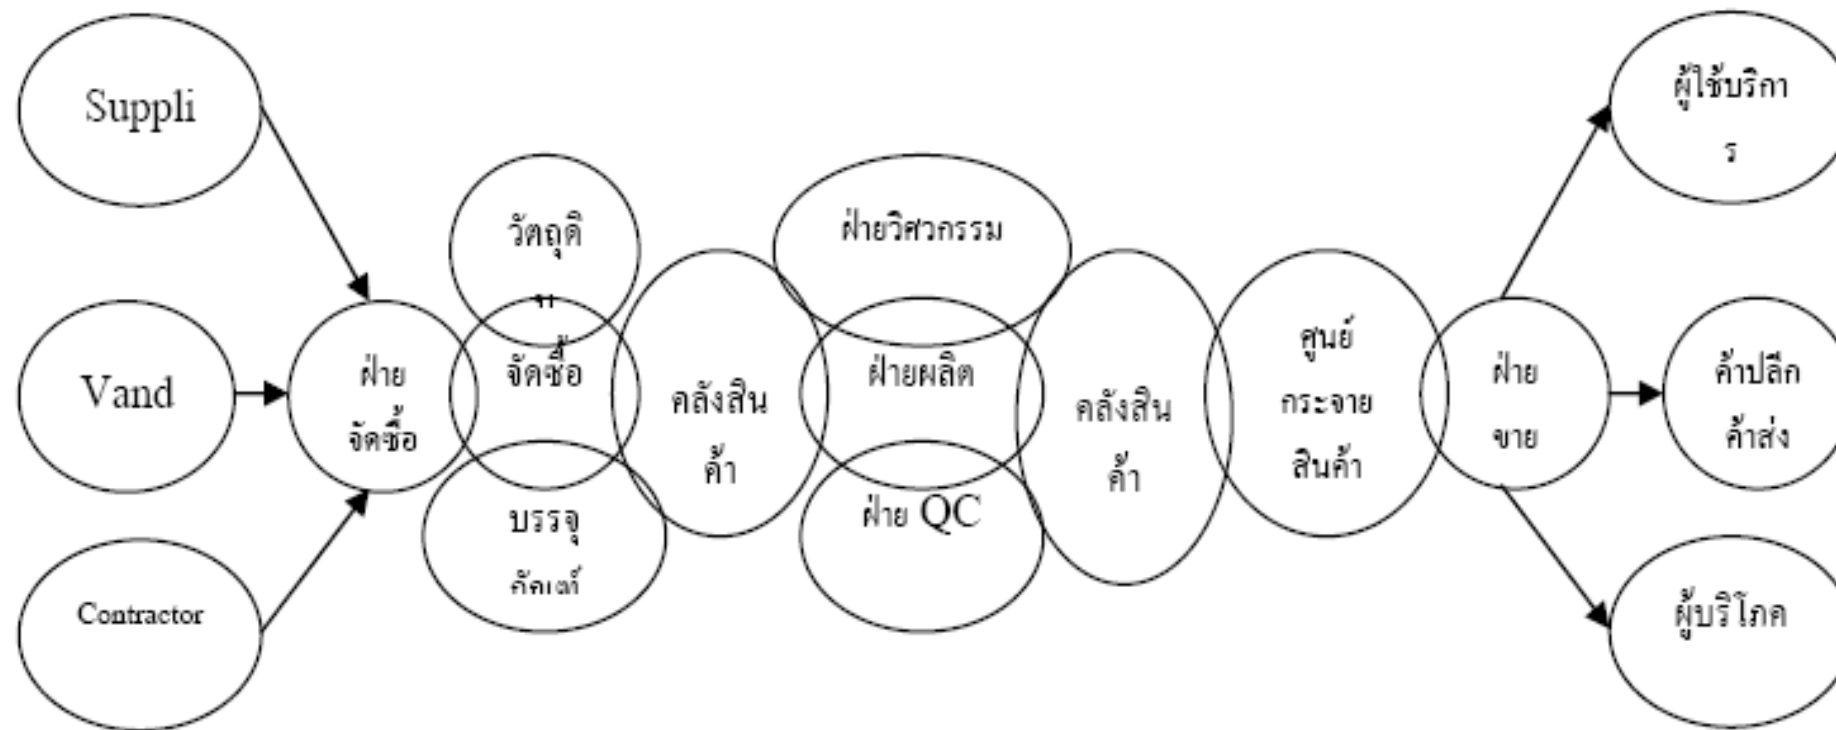 Suppli
Vand
Contractor
ฝ่าย
จัดซื้อ
วัตถุดิ
จัดซื้อ
บรรจุ
คลังสิน
ค้า
ฝ่ายวิศวกรรม
ฝ่ายผลิต
ฝ่าย QC
คลังสิน
ค้า
ศูนย์
กระจาย
สินค้า
ฝ่าย
ขาย
ผู้ใช้บริกา
ร
ค้าปลีก
ค้าส่ง
ผู้บริโภค